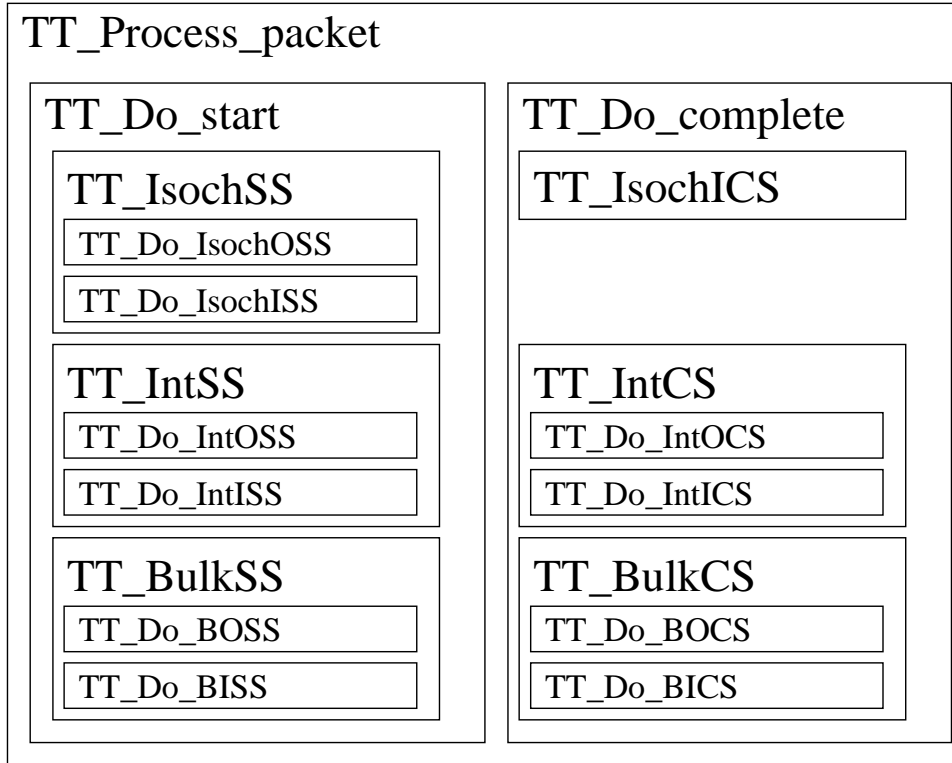 TT_Process_packet
TT_Do_start
TT_IsochSS
TT_Do_IsochOSS
TT_Do_IsochISS
TT_IntSS
TT_Do_IntOSS
TT_Do_IntISS
TT_BulkSS
TT_Do_BOSS
TT_Do_BISS
TT_Do_complete
TT_IsochICS
TT_IntCS
TT_Do_IntOCS
TT_Do_IntICS
TT_BulkCS
TT_Do_BOCS
TT_Do_BICS